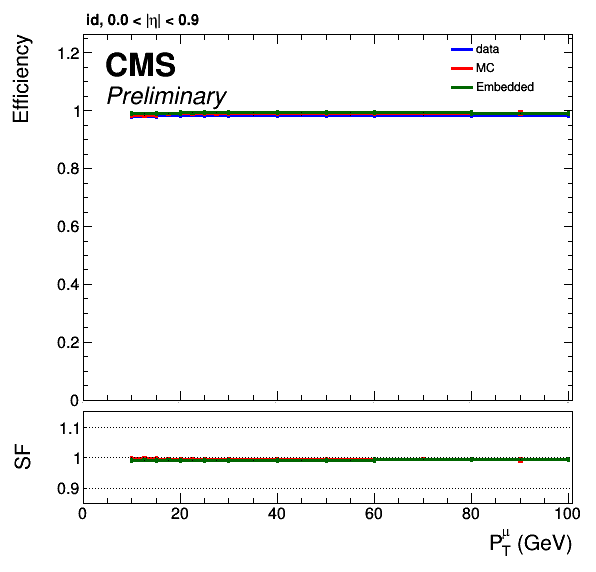 id, 0.0 < |η| < 0.9
CMS
Preliminary
data
MC
Embedded
Efficiency
1.2
1
0.8
0.6
0.4
0.2
0
SF
1.1
1
0.9
0 20 40 60 80 100
P_T^μ (GeV)